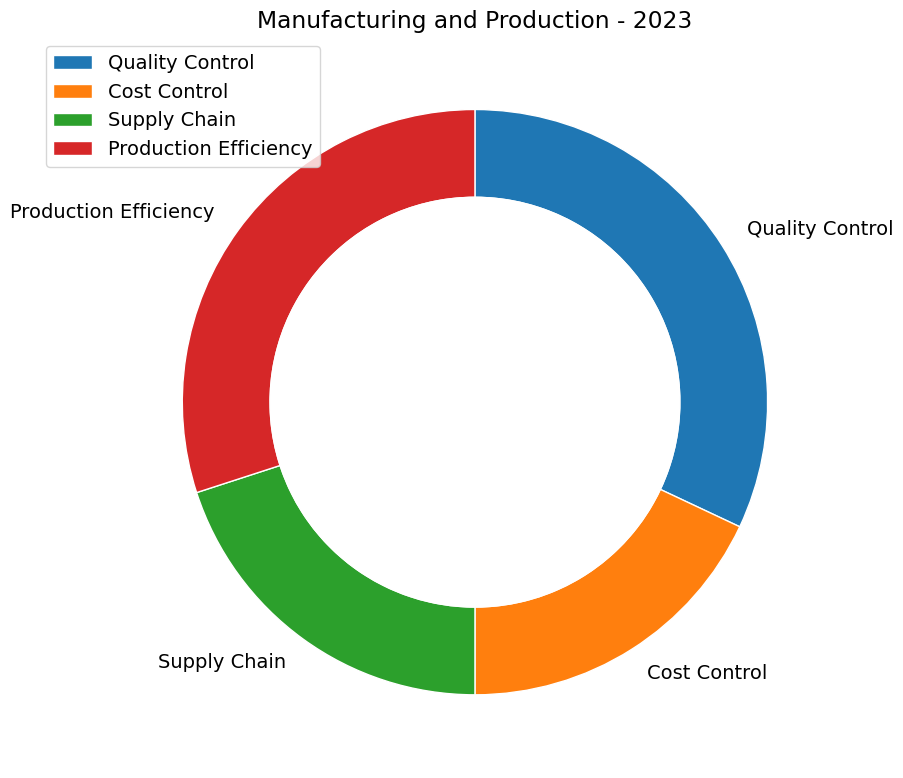 Manufacturing and Production - 2023
Quality Control
Cost Control
Supply Chain
Production Efficiency
Production Efficiency
Quality Control
Supply Chain
Cost Control